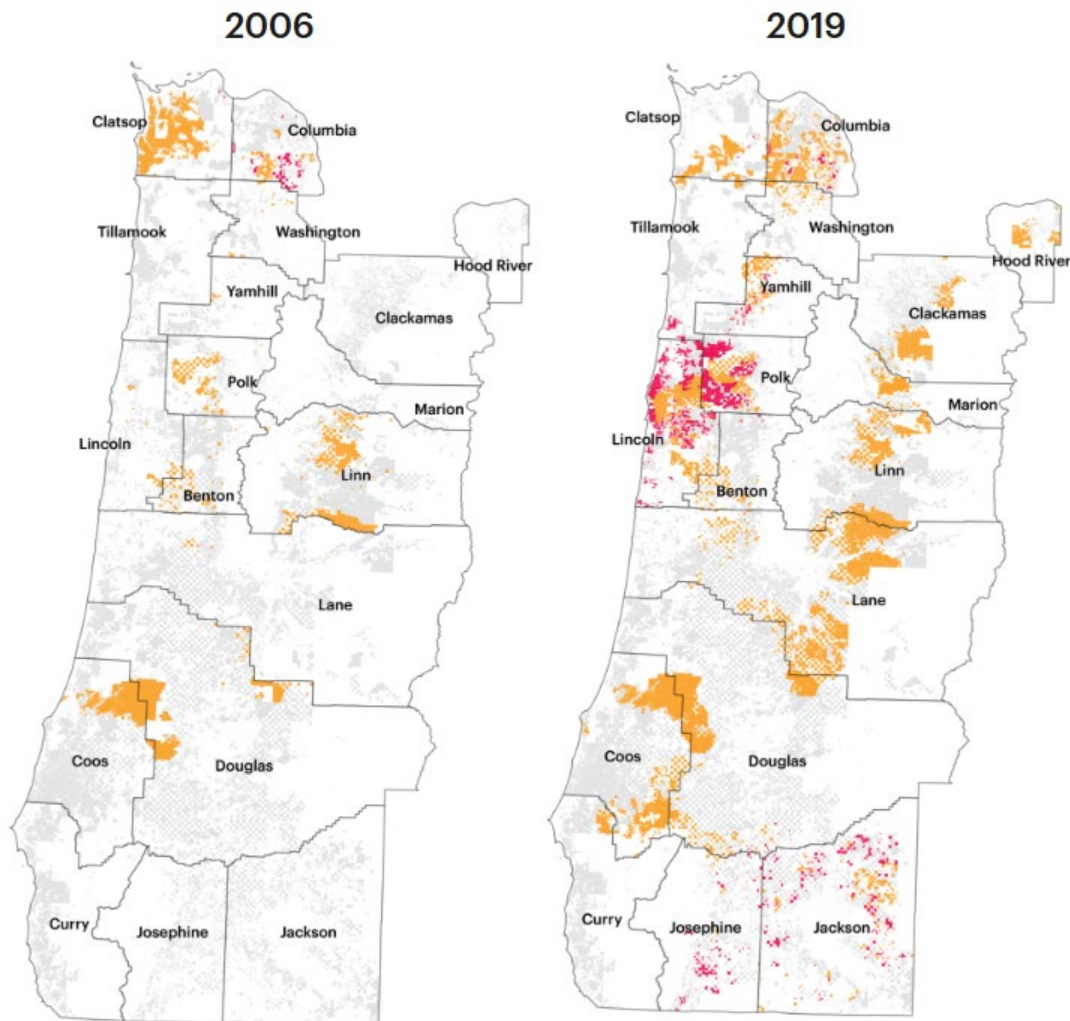 2006
Clatsop
Columbia
Tillamook
Washington
Hood River
Yamhill
Clackamas
Polk
Marion
Lincoln
Linn
Benton
Lane
Coos
Douglas
Curry
Josephine
Jackson
2019
Clatsop
Columbia
Tillamook
Washington
Hood River
Yamhill
Clackamas
Polk
Marion
Lincoln
Linn
Benton
Lane
Coos
Douglas
Curry
Josephine
Jackson